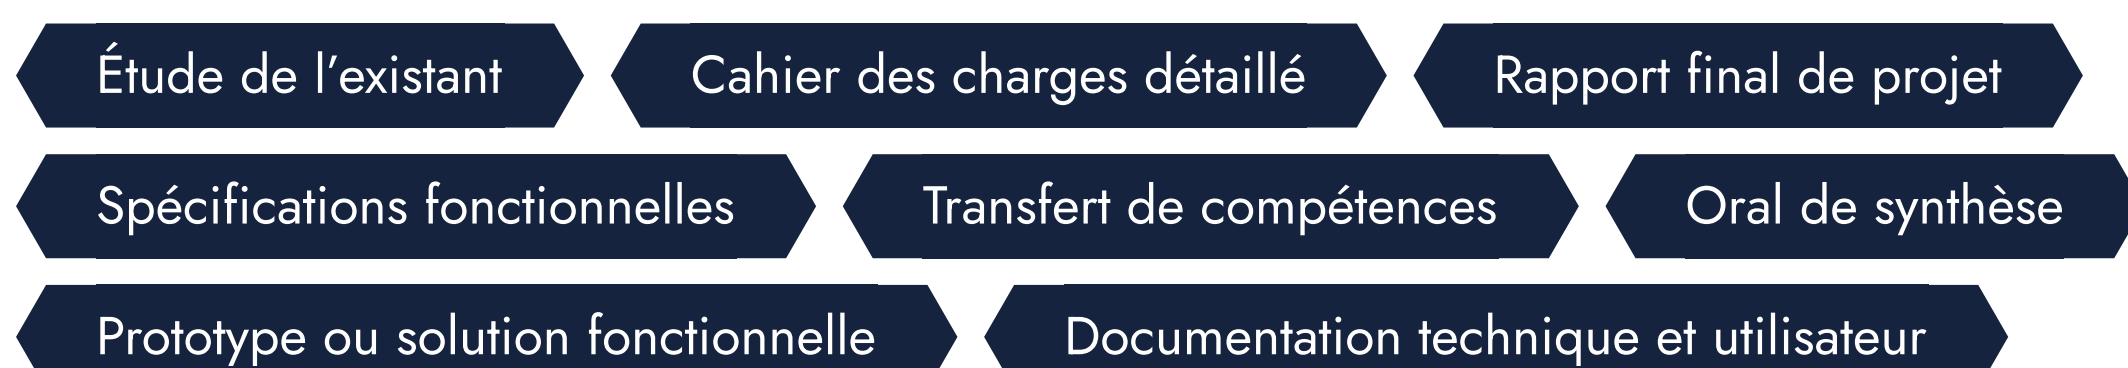 Étude de l’existant Cahier des charges détaillé Rapport final de projet
Spécifications fonctionnelles Transfert de compétences Oral de synthèse
Prototype ou solution fonctionnelle Documentation technique et utilisateur